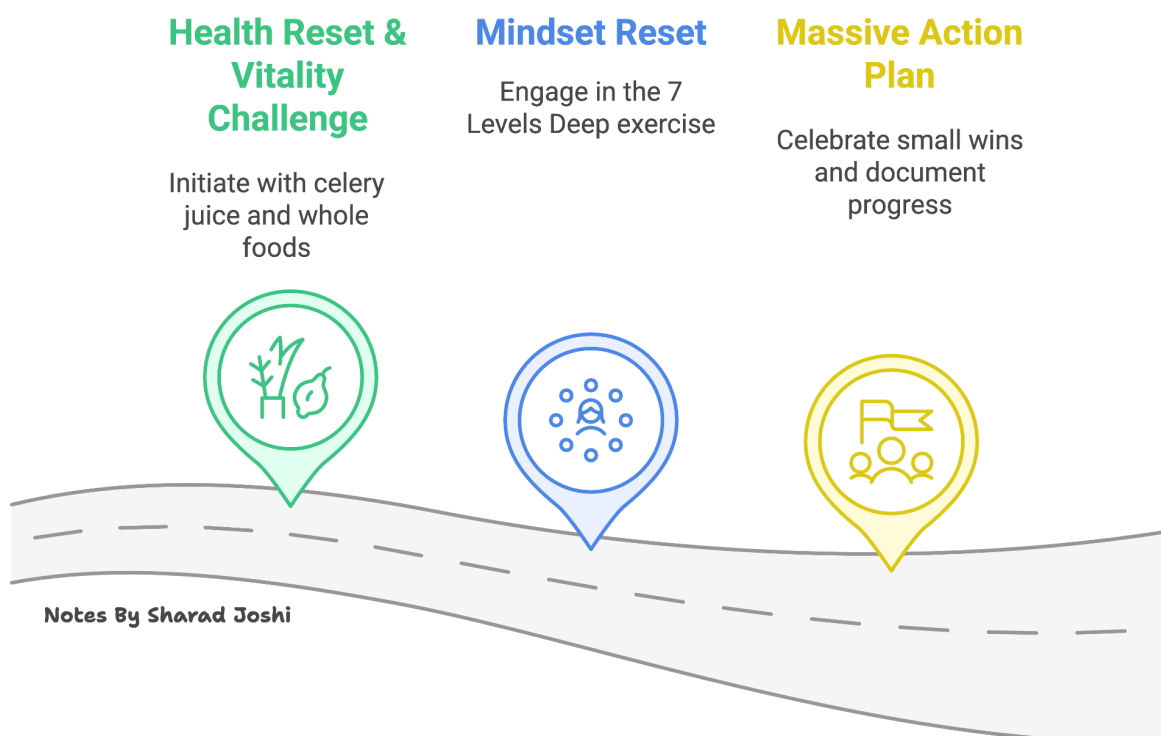 Health Reset &
Vitality
Challenge
Initiate with celery
juice and whole
foods
Mindset Reset
Engage in the 7
Levels Deep exercise
Massive Action
Plan
Celebrate small wins
and document
progress
Notes By Sharad Joshi